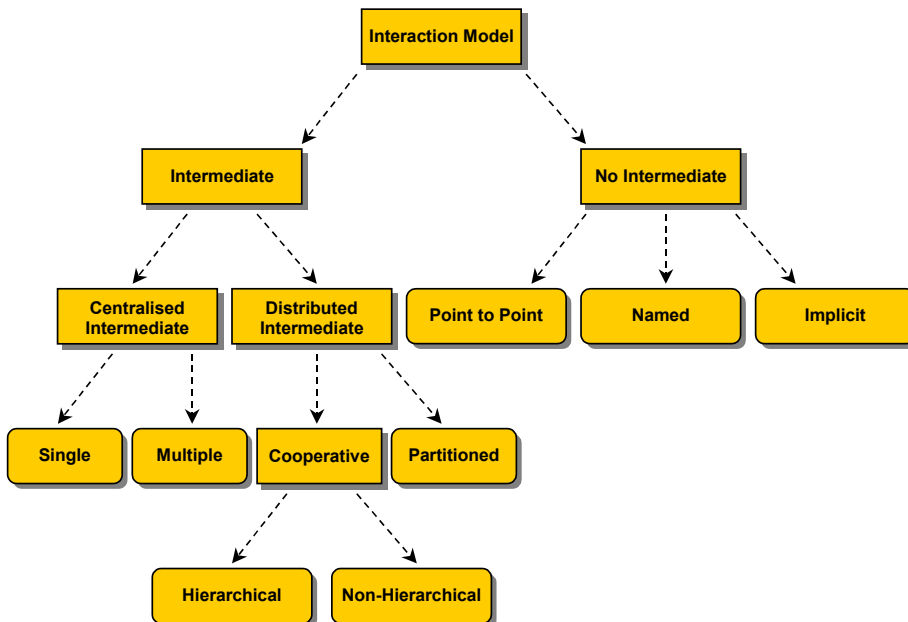 Interaction Model
Intermediate
No Intermediate
Centralised
Intermediate
Distributed
Intermediate
Point to Point
Named
Implicit
Single
Multiple
Cooperative
Partitioned
Hierarchical
Non-Hierarchical